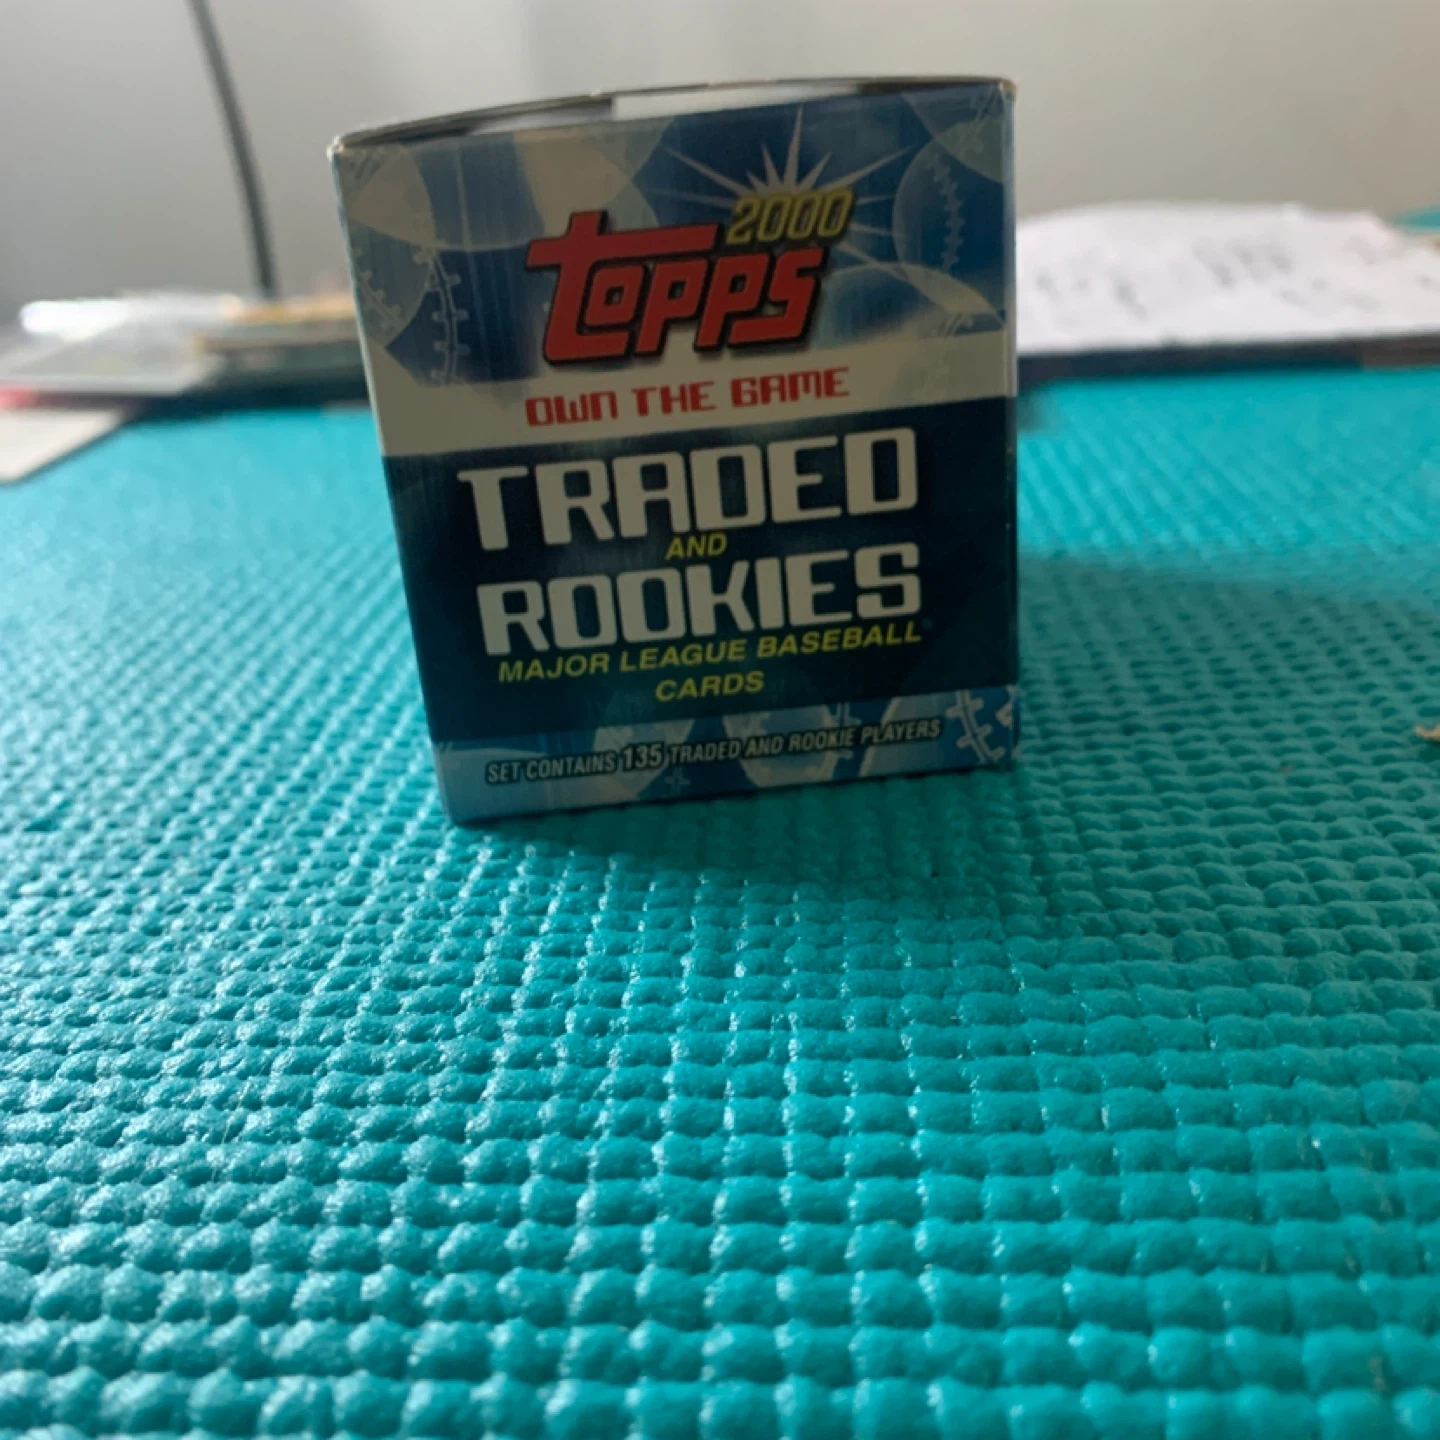 2000
Topps
OWN THE GAME
TRADED
AND
ROOKIES
MAJOR LEAGUE BASEBALL
CARDS
SET CONTAINS 135 TRADED AND ROOKIE PLAYERS